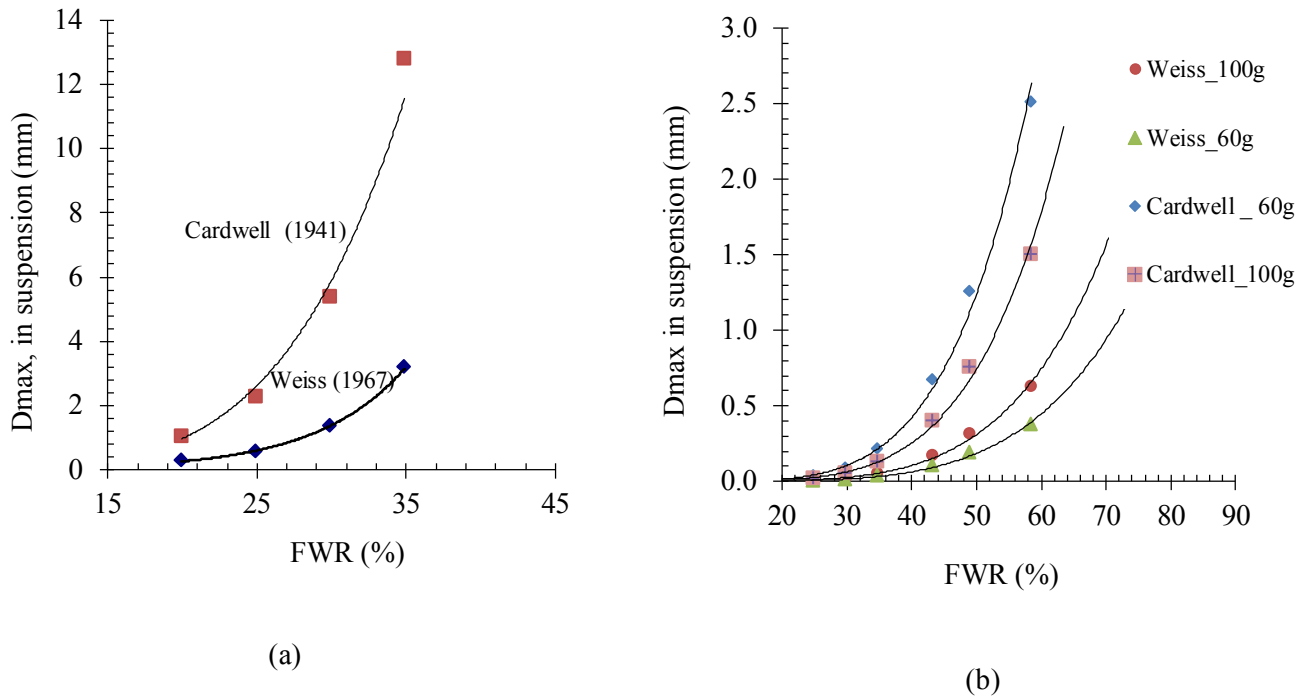 14
12
10
8
6
4
2
0
Dmax, in suspension (mm)
Cardwell (1941)
Weiss (1967)
15 25 35 45
FWR (%)
(a)
3.0
2.5
2.0
1.5
1.0
0.5
0.0
Dmax in suspension (mm)
20 30 40 50 60 70 80 90
FWR (%)
Weiss_100g
Weiss_60g
Cardwell _ 60g
Cardwell_100g
(b)